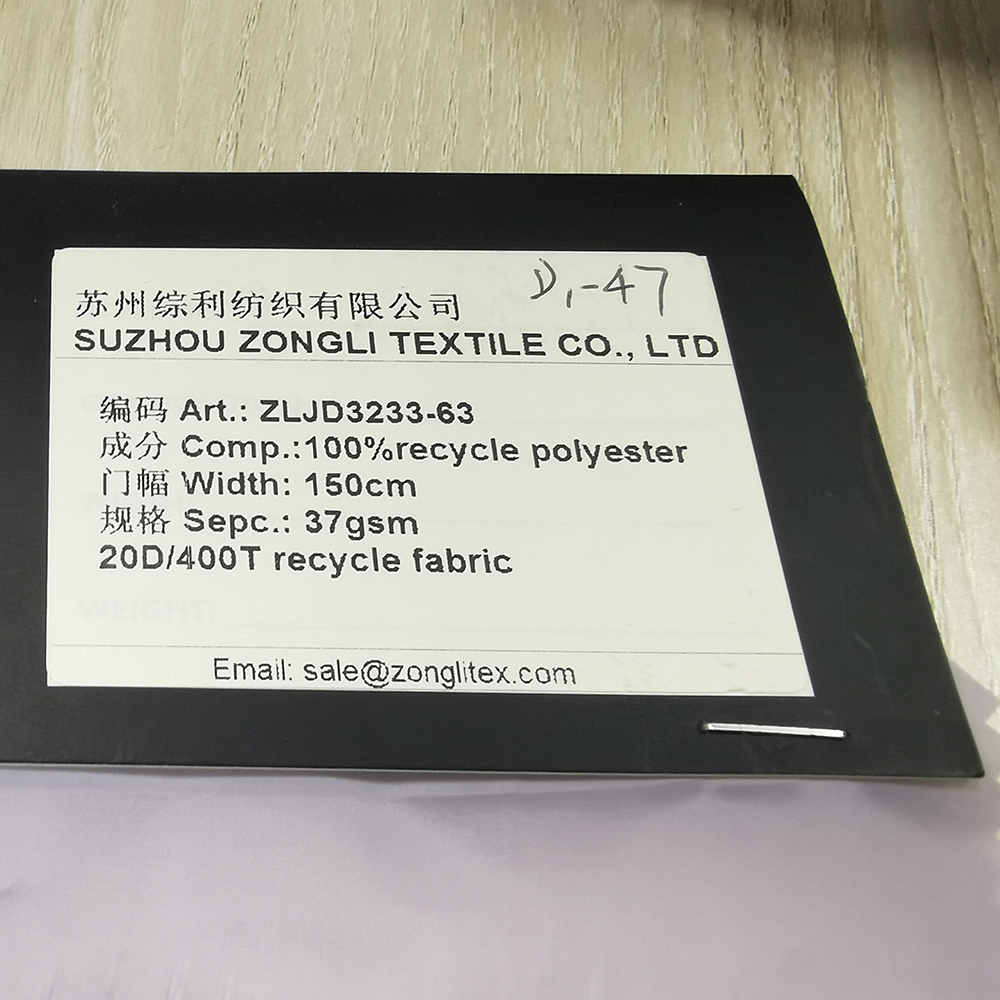 D1-47
苏州综利纺织有限公司
SUZHOU ZONGLI TEXTILE CO., LTD
编码 Art.: ZLJD3233-63
成分 Comp.:100%recycle polyester
门幅 Width: 150cm
规格 Sepc.: 37gsm
20D/400T recycle fabric
WEIGHT:
Email: sale@zonglitex.com